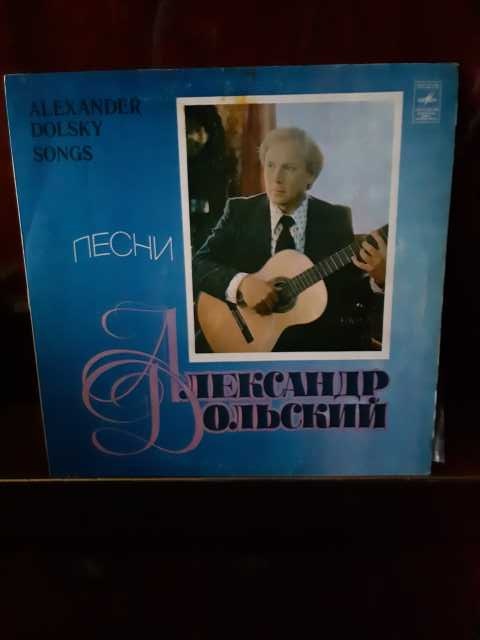 ALEXANDER
DOLSKY
SONGS
ПЕСНИ
АЛЕКСАНДР
ДОЛЬСКИЙ